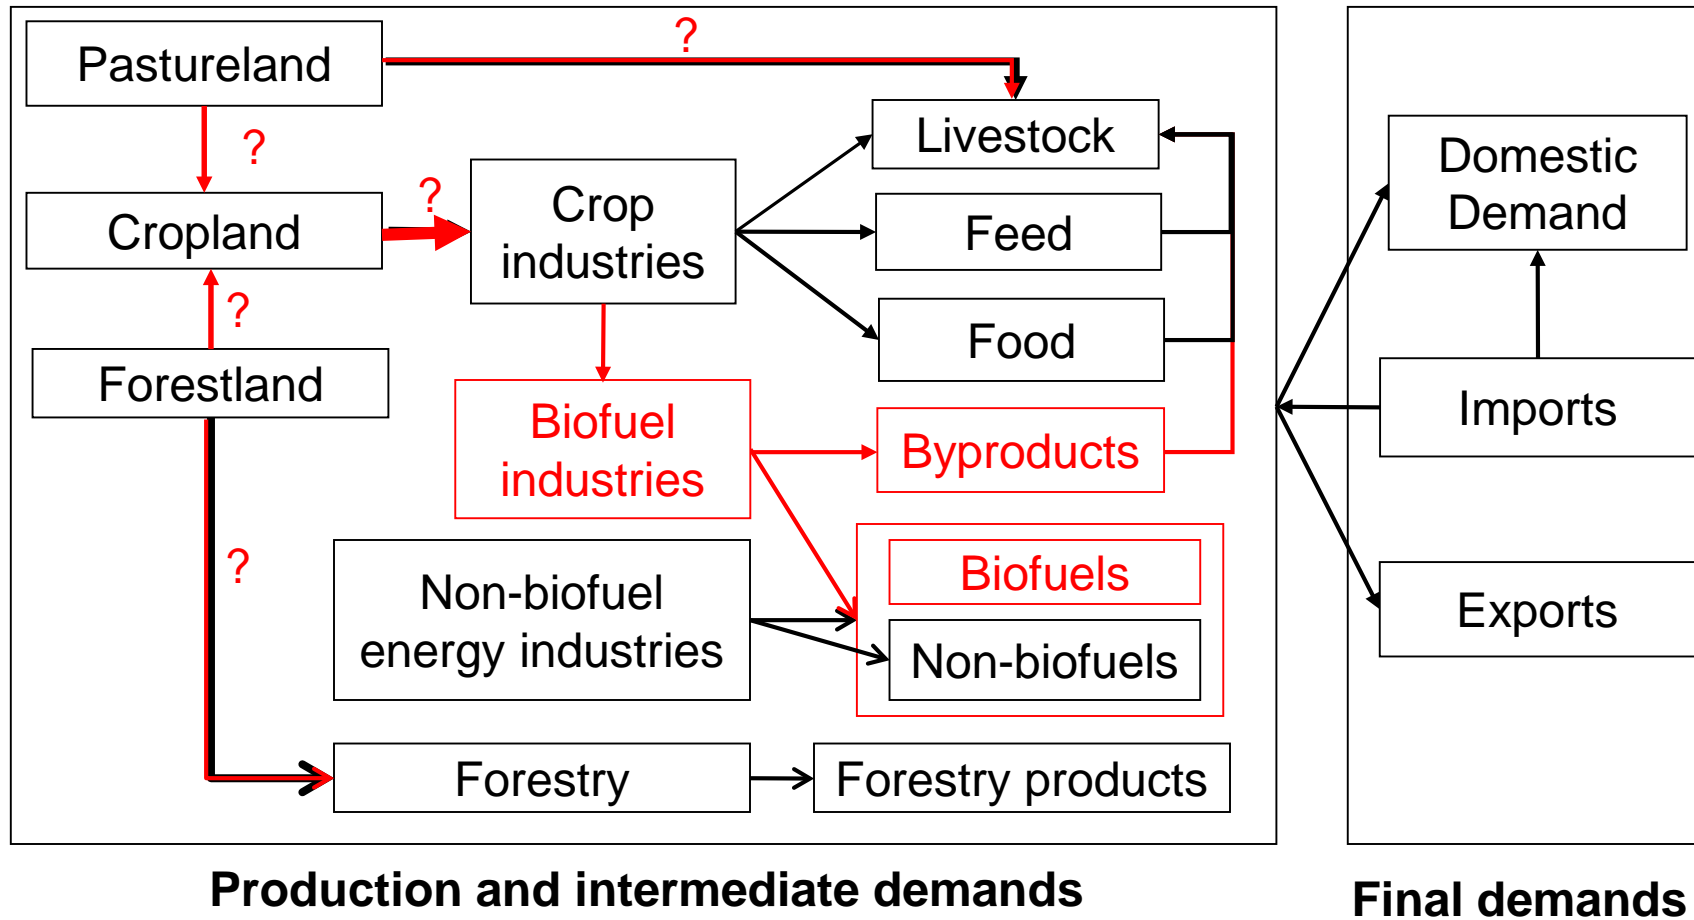 ?
Pastureland
Livestock
?
Domestic
Demand
?
Crop
industries
Cropland
Feed
?
Food
Forestland
Imports
Biofuel
industries
Byproducts
?
Biofuels
Non-biofuel
energy industries
Exports
Non-biofuels
Forestry
Forestry products
Production and intermediate demands
Final demands